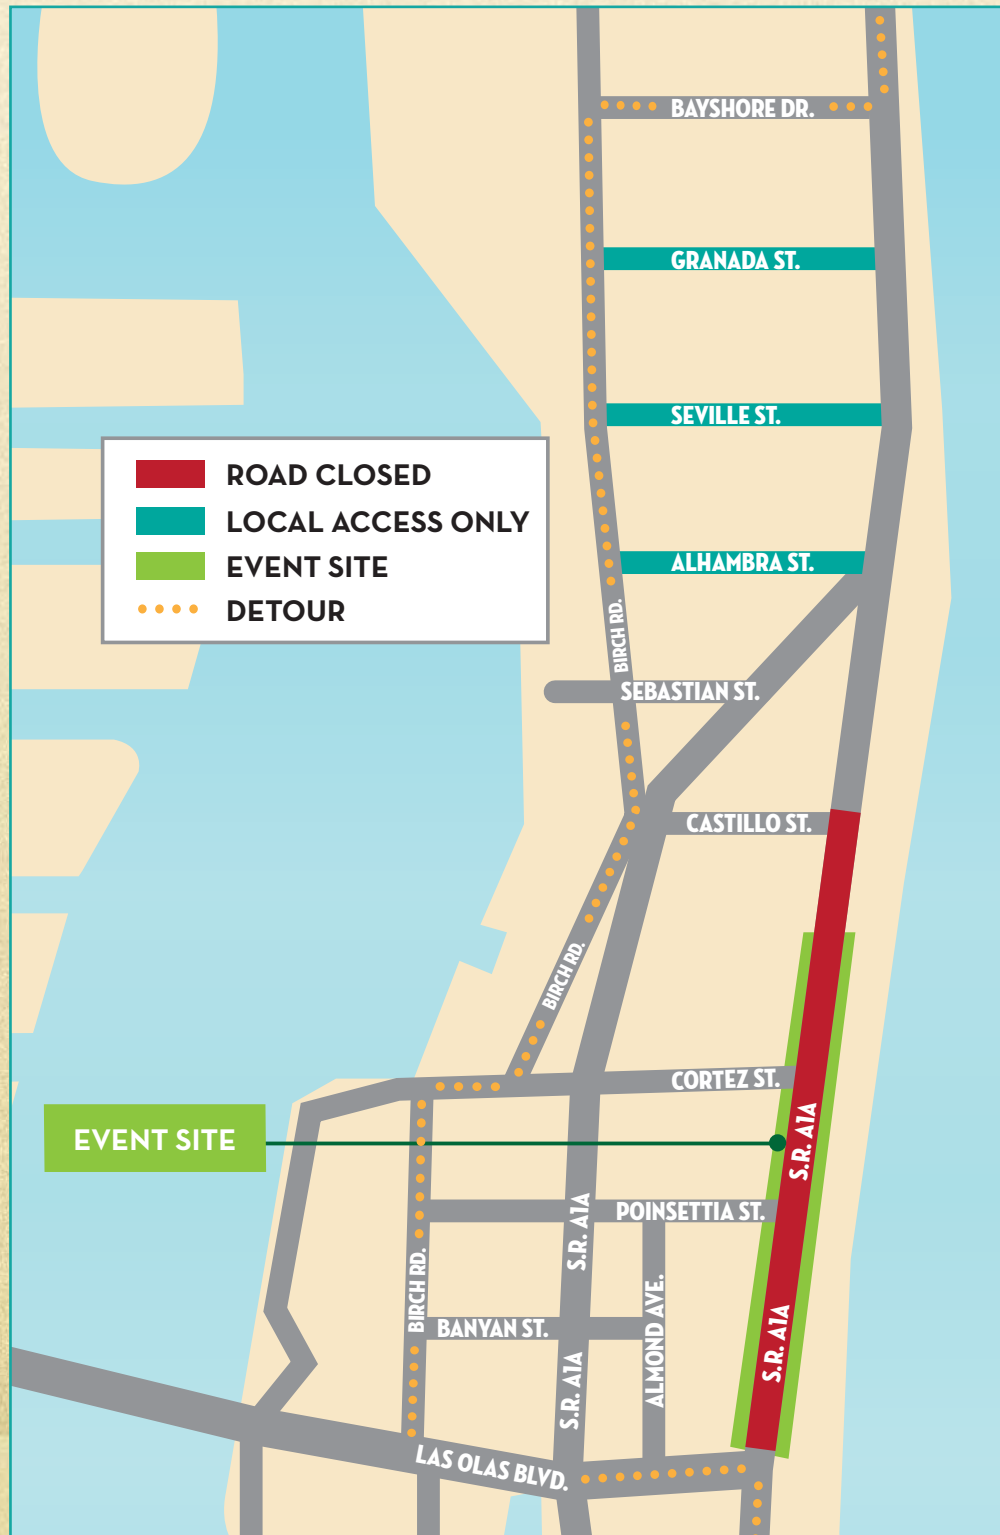 BAYSHORE DR.
GRANADA ST.
SEVILLE ST.
ROAD CLOSED
LOCAL ACCESS ONLY
EVENT SITE
DETOUR
ALHAMBRA ST.
BIRCH RD.
SEBASTIAN ST.
CASTILLO ST.
BIRCH RD.
CORTEZ ST.
EVENT SITE
S.R. A1A
POINSETTIA ST.
S.R. A1A
BIRCH RD.
BANYAN ST.
ALMOND AVE.
S.R. A1A
S.R. A1A
LAS OLAS BLVD.